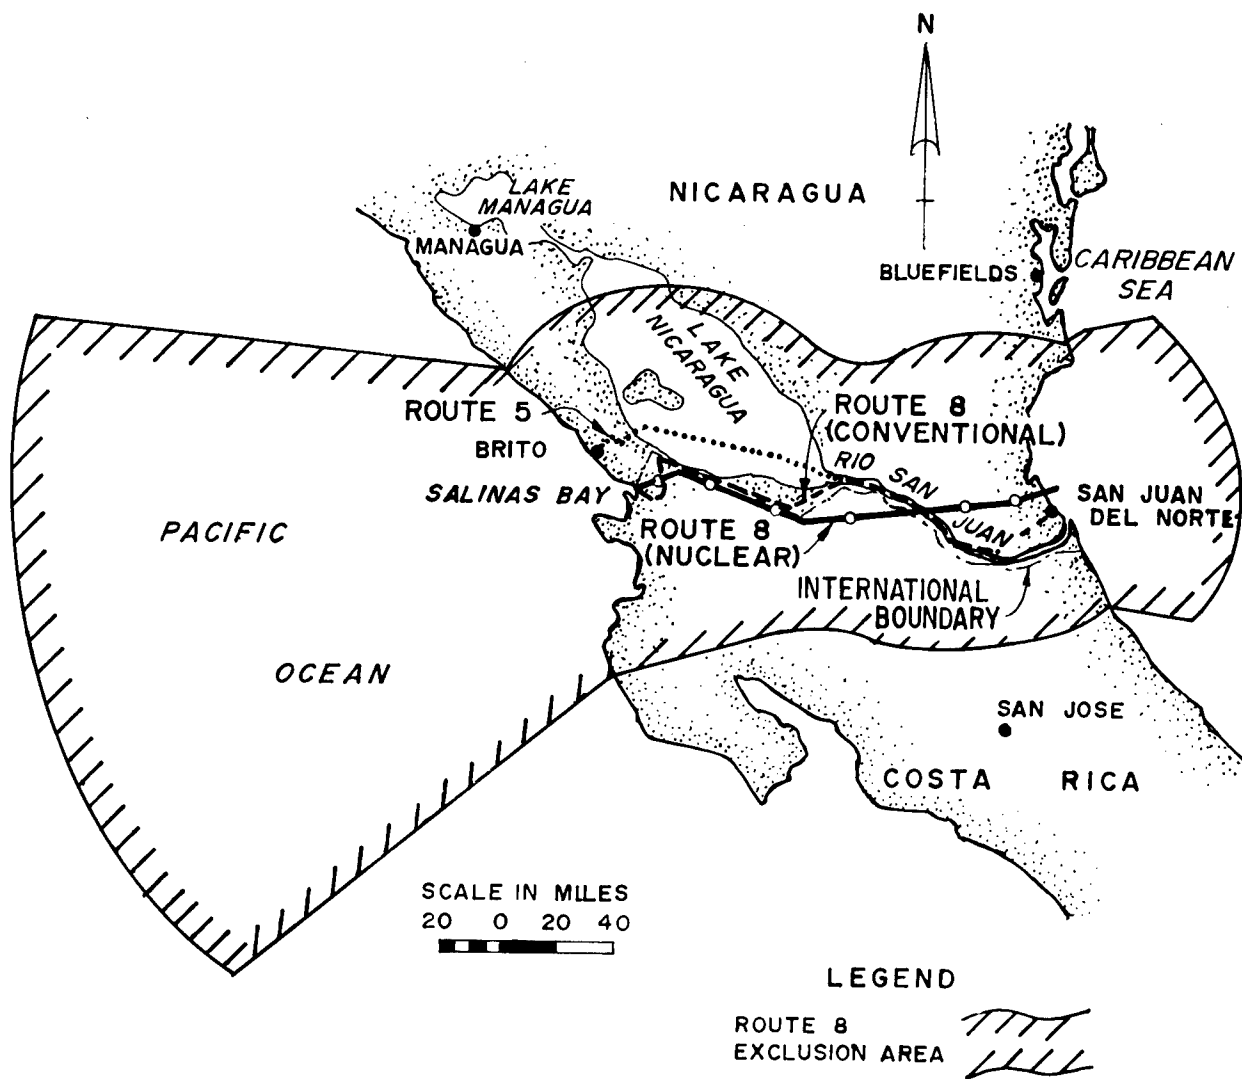 N
LAKE
MANAGUA
NICARAGUA
MANAGUA
BLUEFIELDS
CARIBBEAN
SEA
LAKE
NICARAGUA
ROUTE 5
ROUTE 8
(CONVENTIONAL)
BRITO
RIO SAN
JUAN
SALINAS BAY
SAN JUAN
DEL NORTE
PACIFIC
OCEAN
ROUTE 8
(NUCLEAR)
INTERNATIONAL
BOUNDARY
SAN JOSE
COSTA RICA
SCALE IN MILES
20 0 20 40
LEGEND
ROUTE 8
EXCLUSION AREA